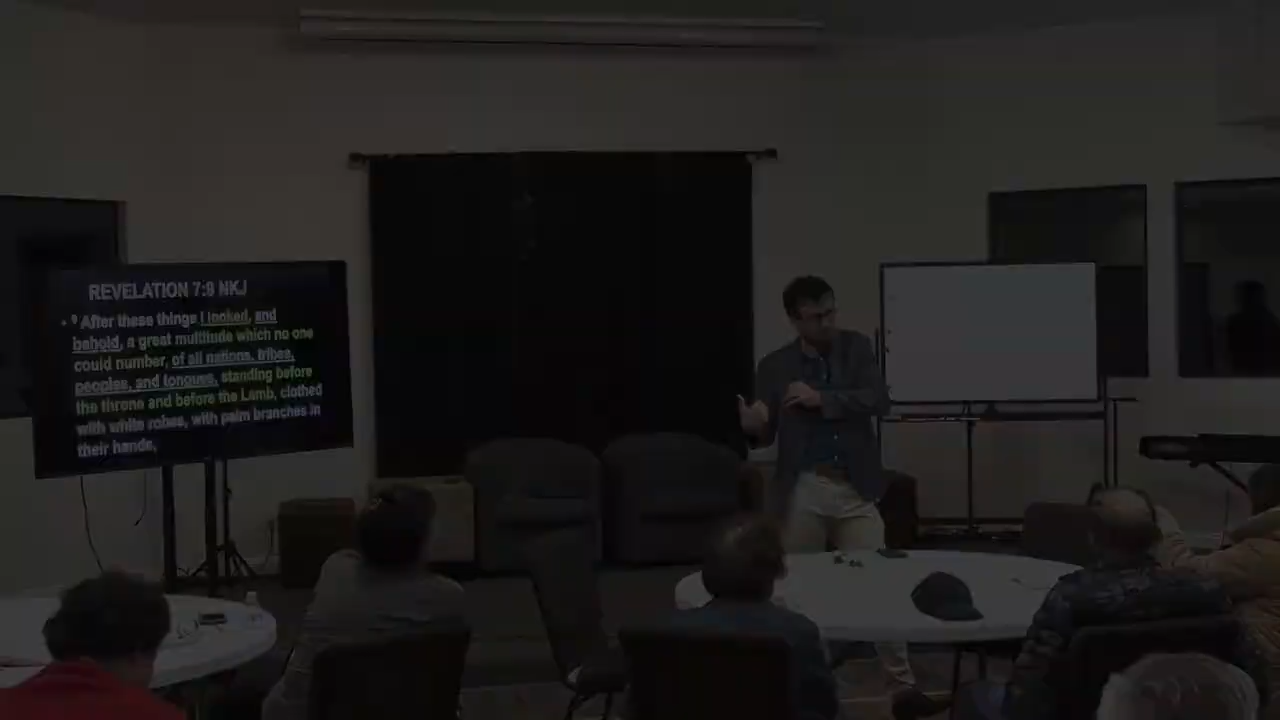 REVELATION 7:9 NKJ
• 9 After these things I looked, and
behold, a great multitude which no one
could number, of all nations, tribes,
peoples, and tongues, standing before
the throne and before the Lamb, clothed
with white robes, with palm branches in
their hands,